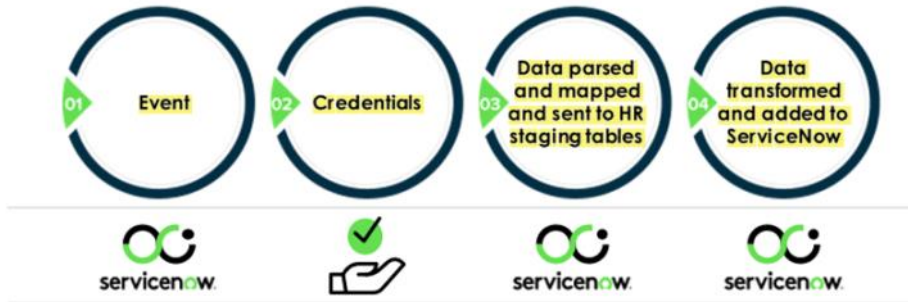 01
Event
02
Credentials
03
Data parsed
and mapped
and sent to HR
staging tables
04
Data
transformed
and added to
ServiceNow
servicenow.
servicenow.
servicenow.